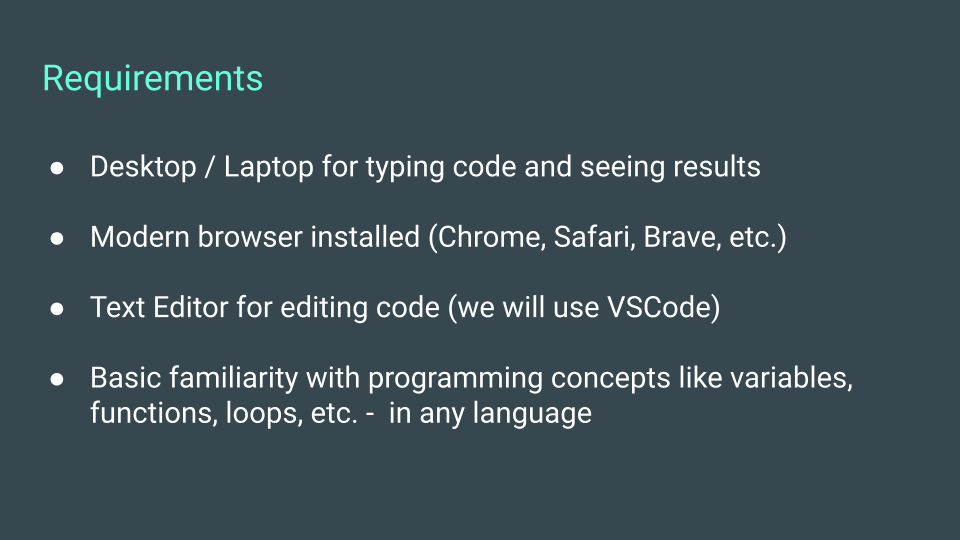 Requirements
● Desktop / Laptop for typing code and seeing results
● Modern browser installed (Chrome, Safari, Brave, etc.)
● Text Editor for editing code (we will use VSCode)
● Basic familiarity with programming concepts like variables,
functions, loops, etc. -  in any language